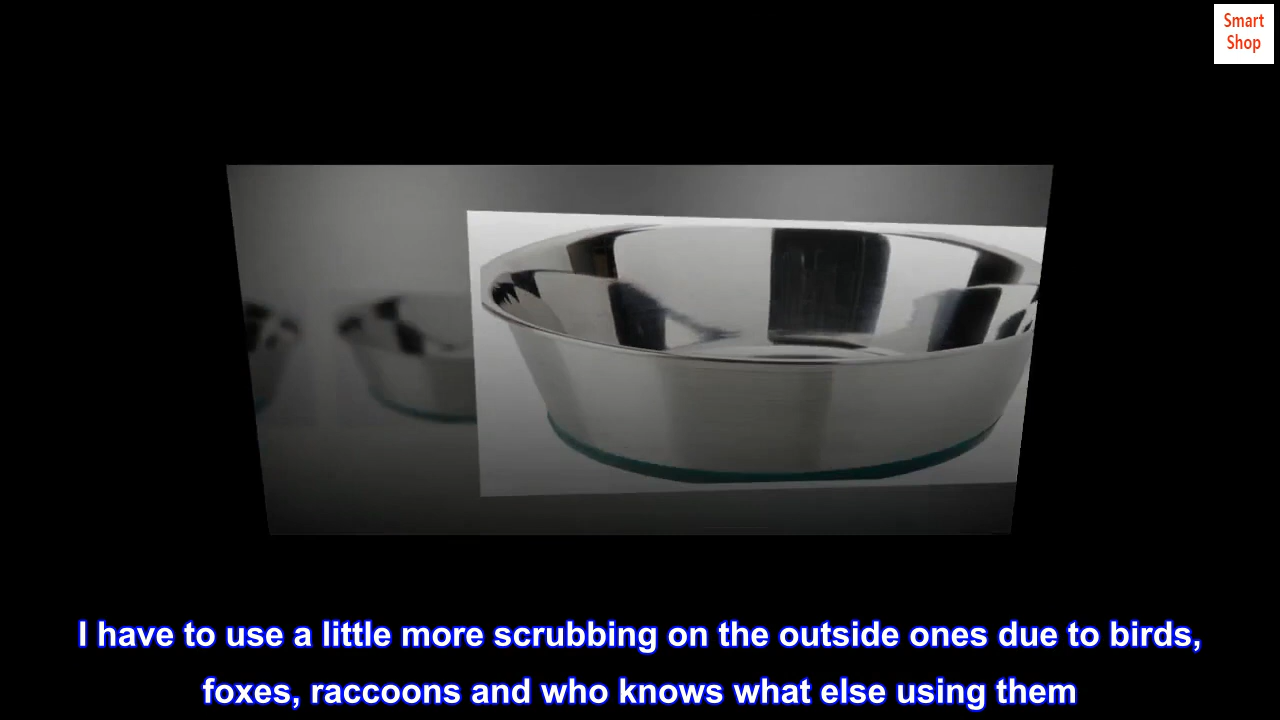 Smart
Shop
I have to use a little more scrubbing on the outside ones due to birds,
foxes, raccoons and who knows what else using them